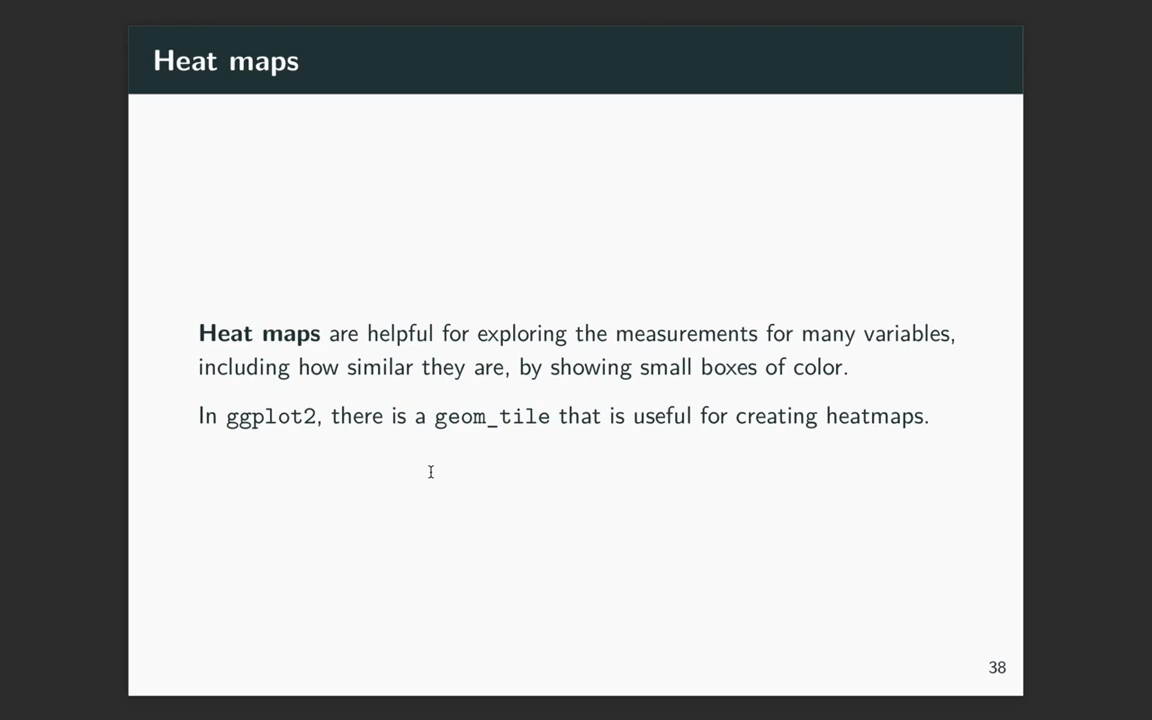 Heat maps
Heat maps are helpful for exploring the measurements for many variables,
including how similar they are, by showing small boxes of color.
In ggplot2, there is a geom_tile that is useful for creating heatmaps.
38